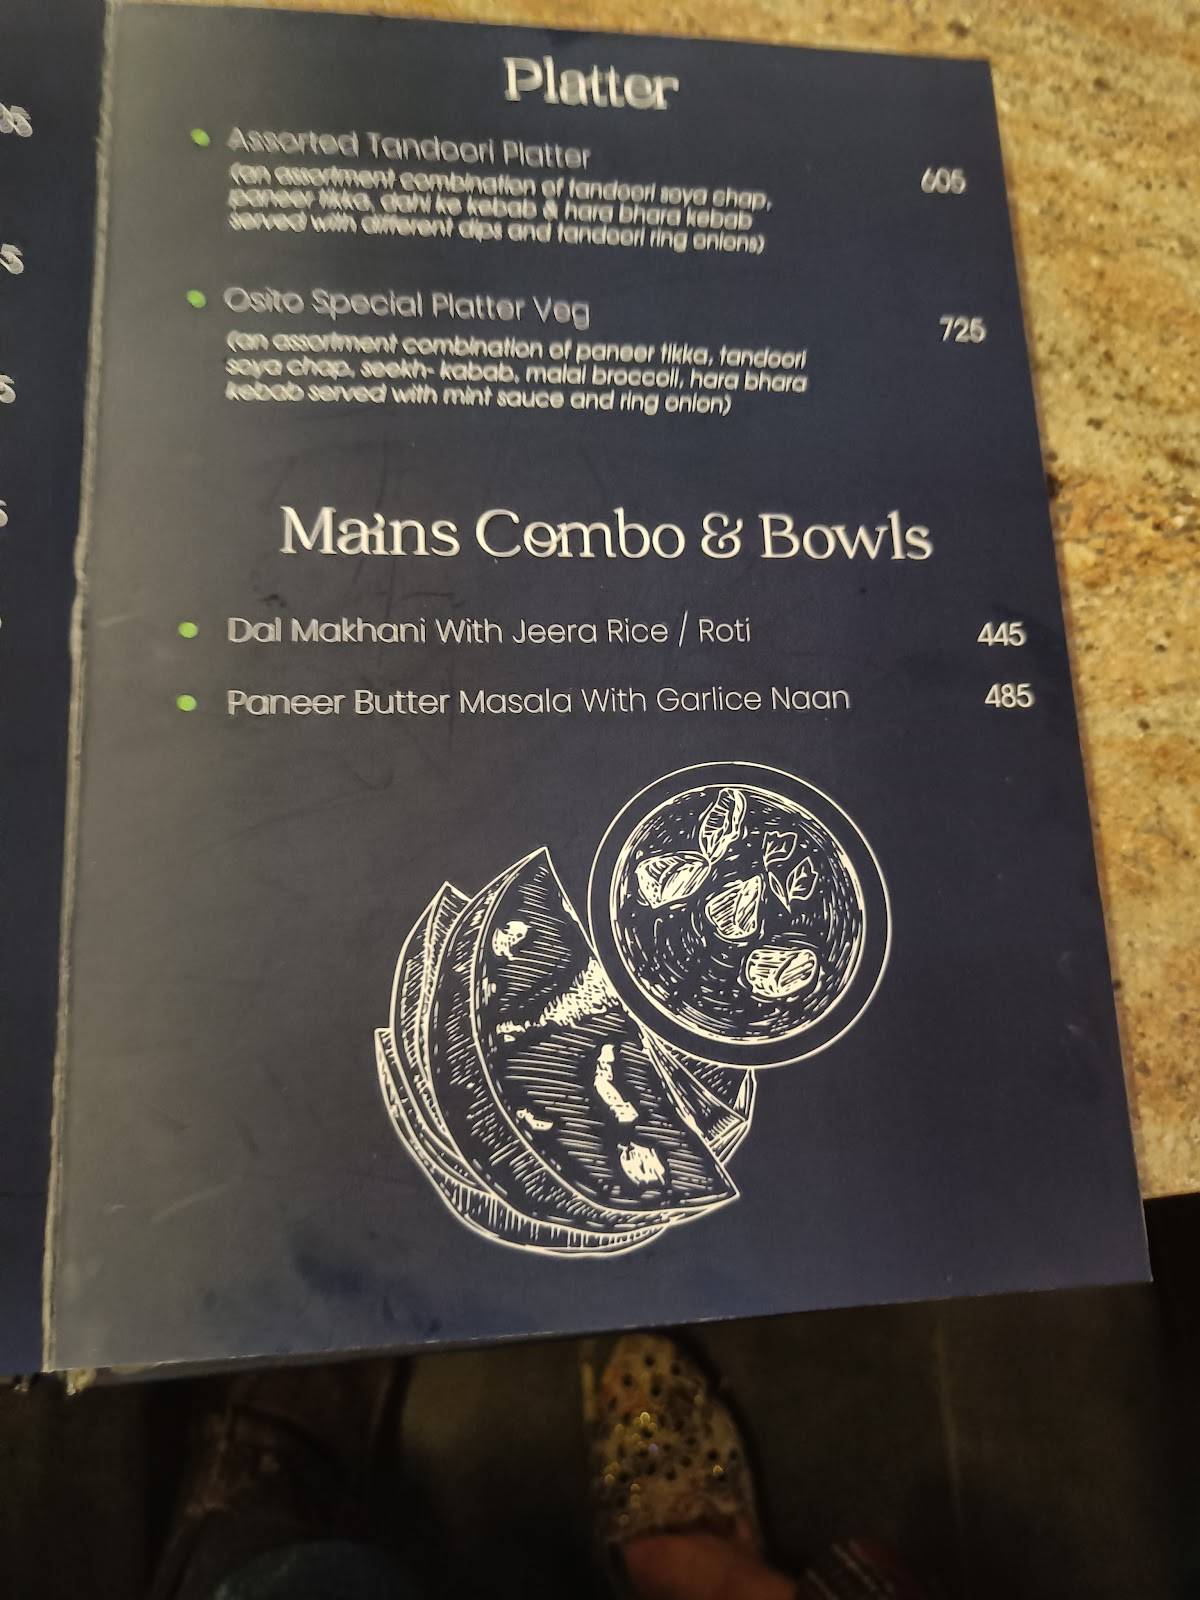 Platter
Assorted Tandoori Platter 605
(an assortment combination of tandoori soya chap,
paneer tikka, dahi ke kebab & hara bhara kebab
served with different dips and tandoori ring onions)
Osito Special Platter Veg 725
(an assortment combination of paneer tikka, tandoori
soya chap, seekh- kabab, malai broccoli, hara bhara
kebab served with mint sauce and ring onion)
Mains Combo & Bowls
Dal Makhani With Jeera Rice / Roti 445
Paneer Butter Masala With Garlice Naan 485